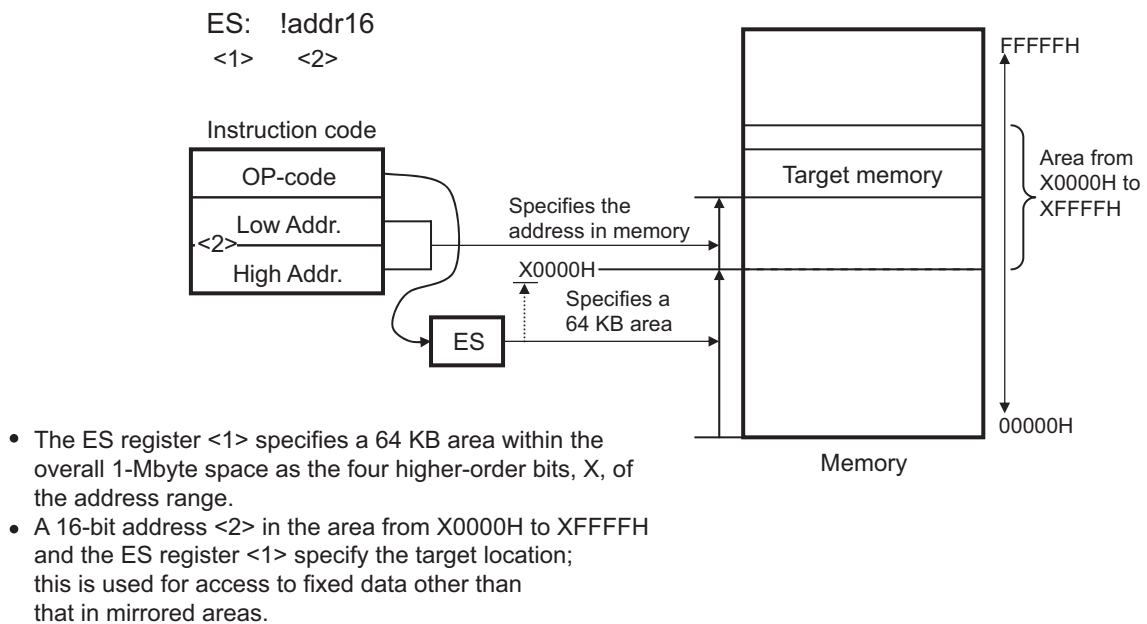 ES: !addr16
<1> <2>
Instruction code
OP-code
Low Addr.
<2>
High Addr.
ES
Specifies the
address in memory
X0000H
Specifies a
64 KB area
FFFFFH
Target memory
Area from
X0000H to
XFFFFH
00000H
Memory
• The ES register <1> specifies a 64 KB area within the
overall 1-Mbyte space as the four higher-order bits, X, of
the address range.
• A 16-bit address <2> in the area from X0000H to XFFFFH
and the ES register <1> specify the target location;
this is used for access to fixed data other than
that in mirrored areas.